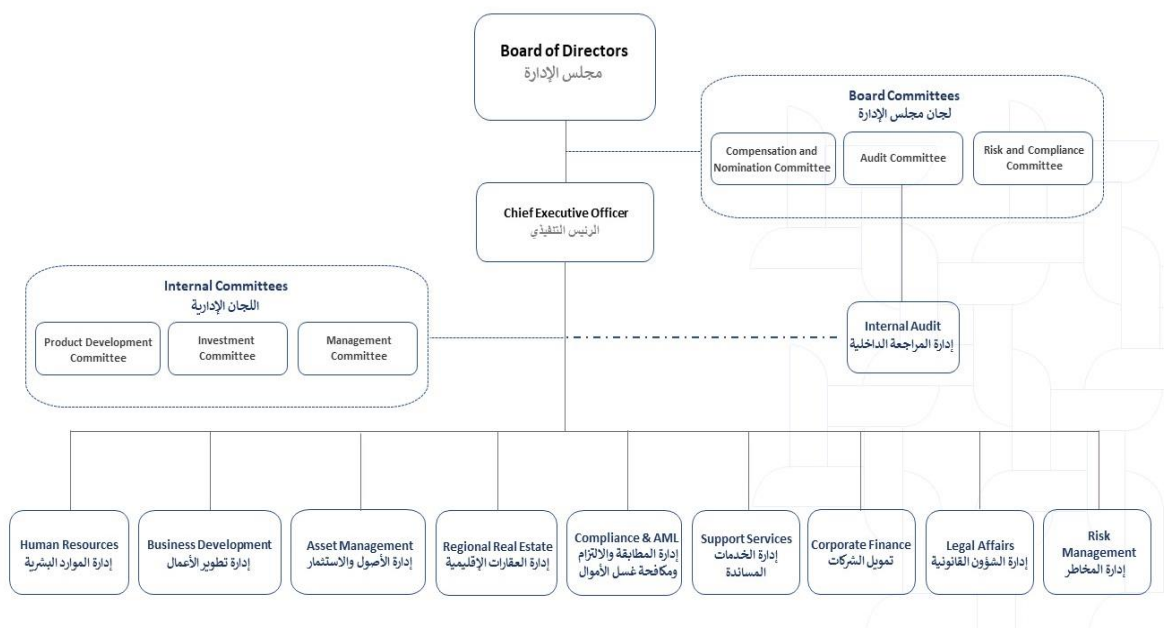 Board of Directors
مجلس الإدارة
Board Committees
لجان مجلس الإدارة
Compensation and
Nomination Committee
Audit Committee
Risk and Compliance
Committee
Chief Executive Officer
الرئيس التنفيذي
Internal Committees
اللجان الإدارية
Product Development
Committee
Investment
Committee
Management
Committee
Internal Audit
إدارة المراجعة الداخلية
Human Resources
إدارة الموارد البشرية
Business Development
إدارة تطوير الأعمال
Asset Management
إدارة الأصول والاستثمار
Regional Real Estate
إدارة العقارات الإقليمية
Compliance & AML
إدارة المطابقة والالتزام
ومكافحة غسل الأموال
Support Services
إدارة الخدمات
المساندة
Corporate Finance
تمويل الشركات
Legal Affairs
إدارة الشؤون القانونية
Risk
Management
إدارة المخاطر